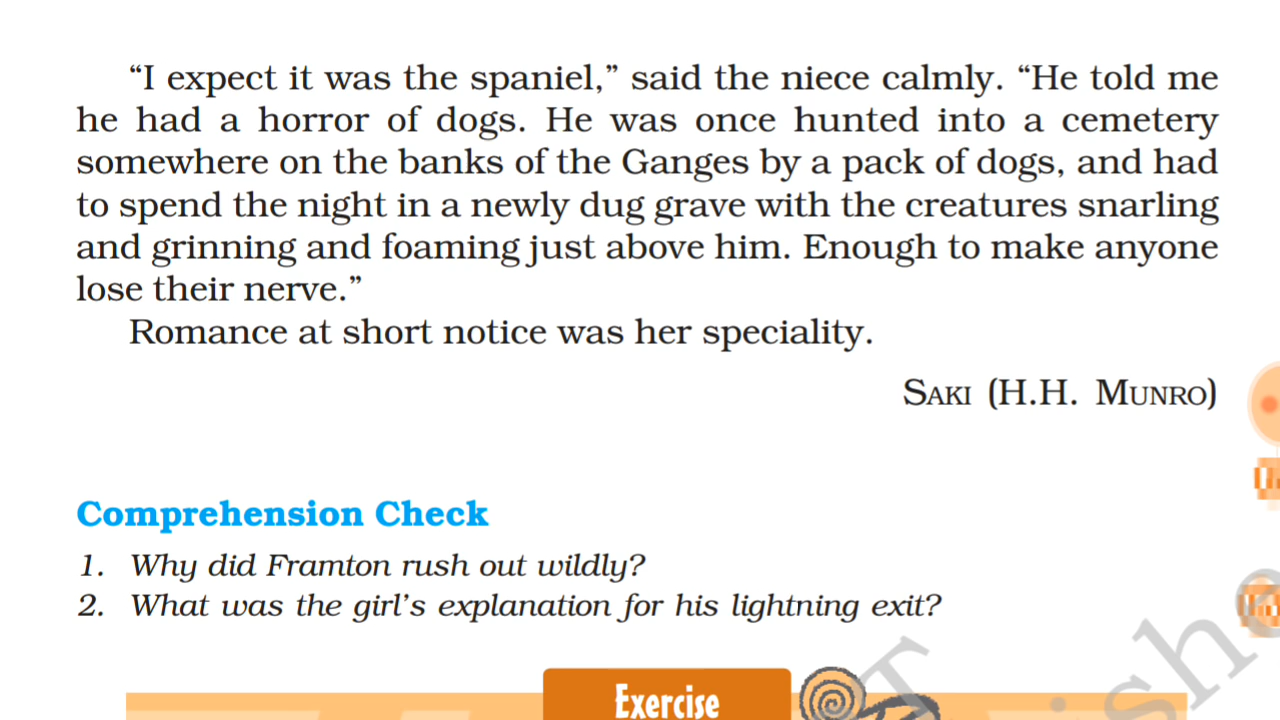 “I expect it was the spaniel,” said the niece calmly. “He told me
he had a horror of dogs. He was once hunted into a cemetery
somewhere on the banks of the Ganges by a pack of dogs, and had
to spend the night in a newly dug grave with the creatures snarling
and grinning and foaming just above him. Enough to make anyone
lose their nerve.”
Romance at short notice was her speciality.
SAKI (H.H. MUNRO)
Comprehension Check
1. Why did Framton rush out wildly?
2. What was the girl’s explanation for his lightning exit?
Exercise